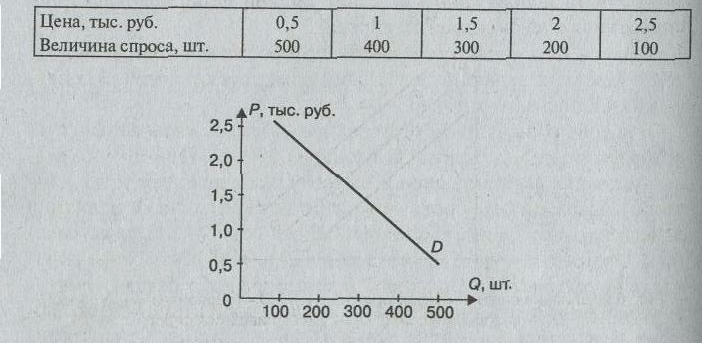 Цена, тыс. руб. 0,5 1 1,5 2 2,5
Величина спроса, шт. 500 400 300 200 100
P, тыс. руб.
2,5
2,0
1,5
1,0
0,5
D
Q, шт.
0
100 200 300 400 500